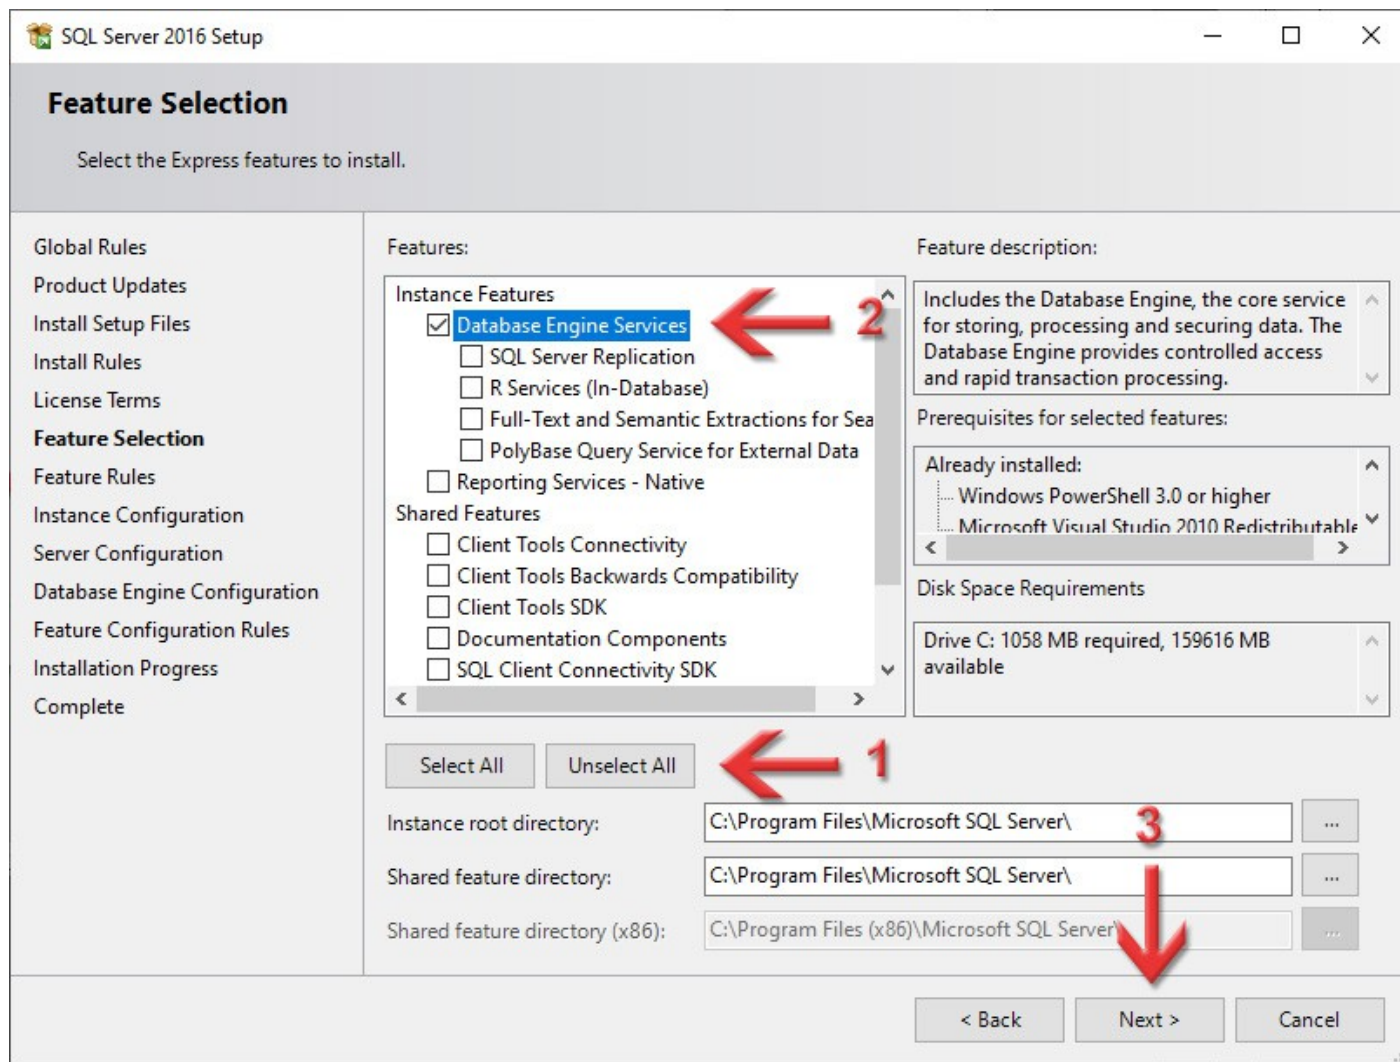 SQL Server 2016 Setup
Feature Selection
Select the Express features to install.
Global Rules
Product Updates
Install Setup Files
Install Rules
License Terms
Feature Selection
Feature Rules
Instance Configuration
Server Configuration
Database Engine Configuration
Feature Configuration Rules
Installation Progress
Complete
Features:
Instance Features
Database Engine Services
2
SQL Server Replication
R Services (In-Database)
Full-Text and Semantic Extractions for Sea
PolyBase Query Service for External Data
Reporting Services - Native
Shared Features
Client Tools Connectivity
Client Tools Backwards Compatibility
Client Tools SDK
Documentation Components
SQL Client Connectivity SDK
Feature description:
Includes the Database Engine, the core service
for storing, processing and securing data. The
Database Engine provides controlled access
and rapid transaction processing.
Prerequisites for selected features:
Already installed:
Windows PowerShell 3.0 or higher
Microsoft Visual Studio 2010 Redistributable
Disk Space Requirements
Drive C: 1058 MB required, 159616 MB
available
Select All
Unselect All
1
Instance root directory:
C:\Program Files\Microsoft SQL Server\
...
3
Shared feature directory:
C:\Program Files\Microsoft SQL Server\
...
Shared feature directory (x86):
C:\Program Files (x86)\Microsoft SQL Server\
...
< Back
Next >
Cancel